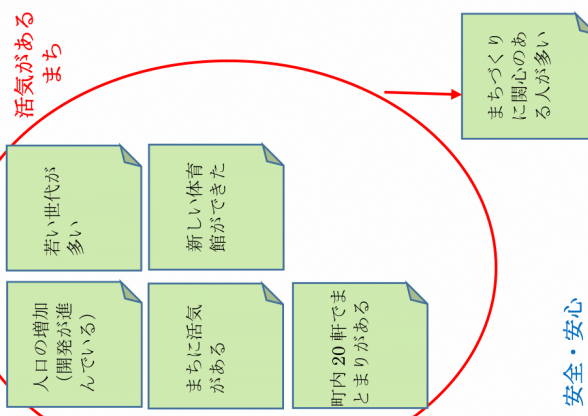 活気がある
まち
若い世代が
多い
新しい体育
館ができた
人口の増加
（開発が進
んでいる）
まちに活気
がある
町内 20 軒でま
とまりがある
まちづくり
に関心のあ
る人が多い
安全・安心